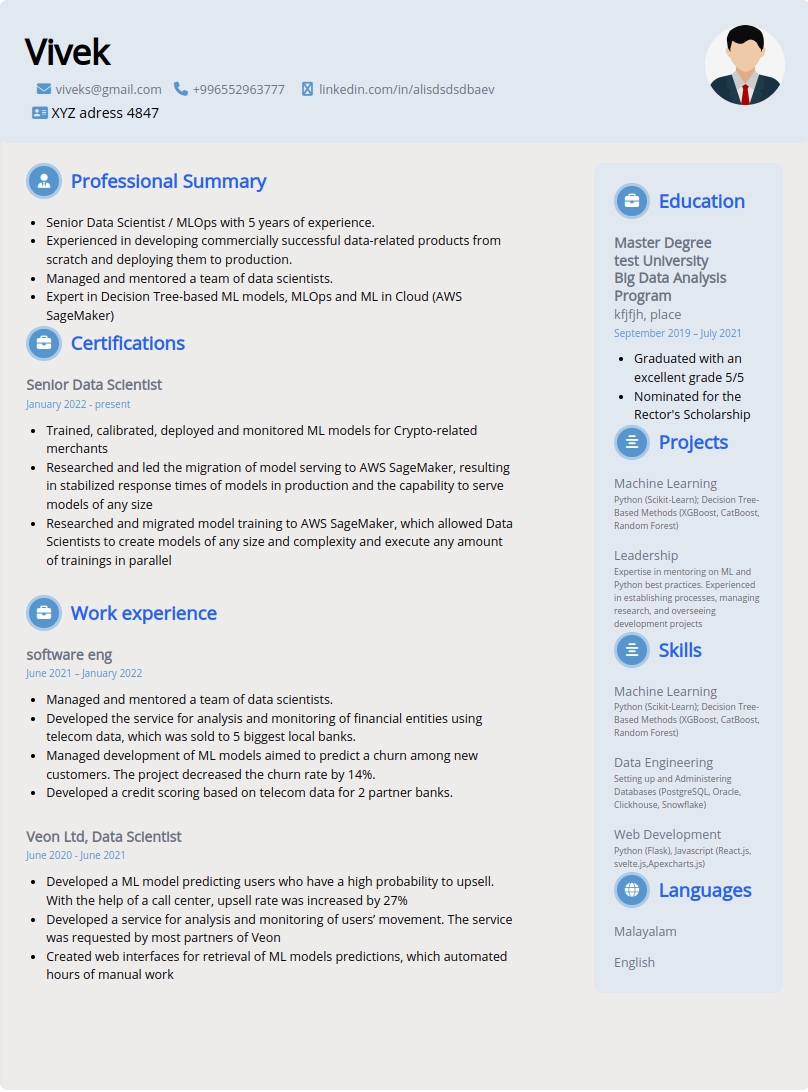 Vivek
viveks@gmail.com +996552963777 linkedin.com/in/alisdsdsdbaev
XYZ adress 4847
Professional Summary
• Senior Data Scientist / MLOps with 5 years of experience.
• Experienced in developing commercially successful data-related products from
scratch and deploying them to production.
• Managed and mentored a team of data scientists.
• Expert in Decision Tree-based ML models, MLOps and ML in Cloud (AWS
SageMaker)
Certifications
Senior Data Scientist
January 2022 - present
• Trained, calibrated, deployed and monitored ML models for Crypto-related
merchants
• Researched and led the migration of model serving to AWS SageMaker, resulting
in stabilized response times of models in production and the capability to serve
models of any size
• Researched and migrated model training to AWS SageMaker, which allowed Data
Scientists to create models of any size and complexity and execute any amount
of trainings in parallel
Work experience
software eng
June 2021 – January 2022
• Managed and mentored a team of data scientists.
• Developed the service for analysis and monitoring of financial entities using
telecom data, which was sold to 5 biggest local banks.
• Managed development of ML models aimed to predict a churn among new
customers. The project decreased the churn rate by 14%.
• Developed a credit scoring based on telecom data for 2 partner banks.
Veon Ltd, Data Scientist
June 2020 - June 2021
• Developed a ML model predicting users who have a high probability to upsell.
With the help of a call center, upsell rate was increased by 27%
• Developed a service for analysis and monitoring of users’ movement. The service
was requested by most partners of Veon
• Created web interfaces for retrieval of ML models predictions, which automated
hours of manual work
Education
Master Degree
test University
Big Data Analysis
Program
kfjfjh, place
September 2019 – July 2021
• Graduated with an
excellent grade 5/5
• Nominated for the
Rector's Scholarship
Projects
Machine Learning
Python (Scikit-Learn); Decision Tree-
Based Methods (XGBoost, CatBoost,
Random Forest)
Leadership
Expertise in mentoring on ML and
Python best practices. Experienced
in establishing processes, managing
research, and overseeing
development projects
Skills
Machine Learning
Python (Scikit-Learn); Decision Tree-
Based Methods (XGBoost, CatBoost,
Random Forest)
Data Engineering
Setting up and Administering
Databases (PostgreSQL, Oracle,
Clickhouse, Snowflake)
Web Development
Python (Flask), Javascript (React.js,
svelte.js,Apexcharts.js)
Languages
Malayalam
English